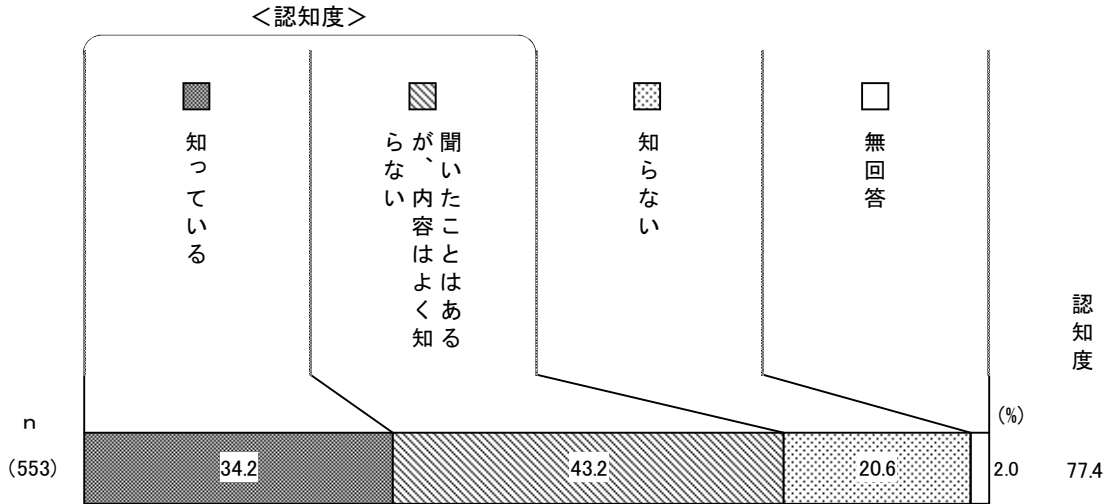 ＜認知度＞
知っている
聞いたことはある
が、内容はよく知
らない
知らない
無回答
認知度
(%)
n
(553)
34.2
43.2
20.6
2.0
77.4